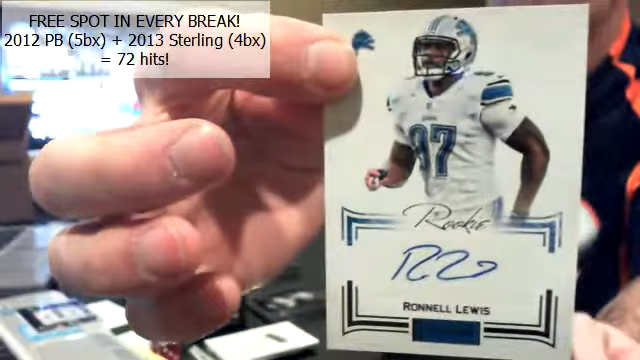 FREE SPOT IN EVERY BREAK!
2012 PB (5bx) + 2013 Sterling (4bx)
= 72 hits!
97
Rookie
RONNELL LEWIS